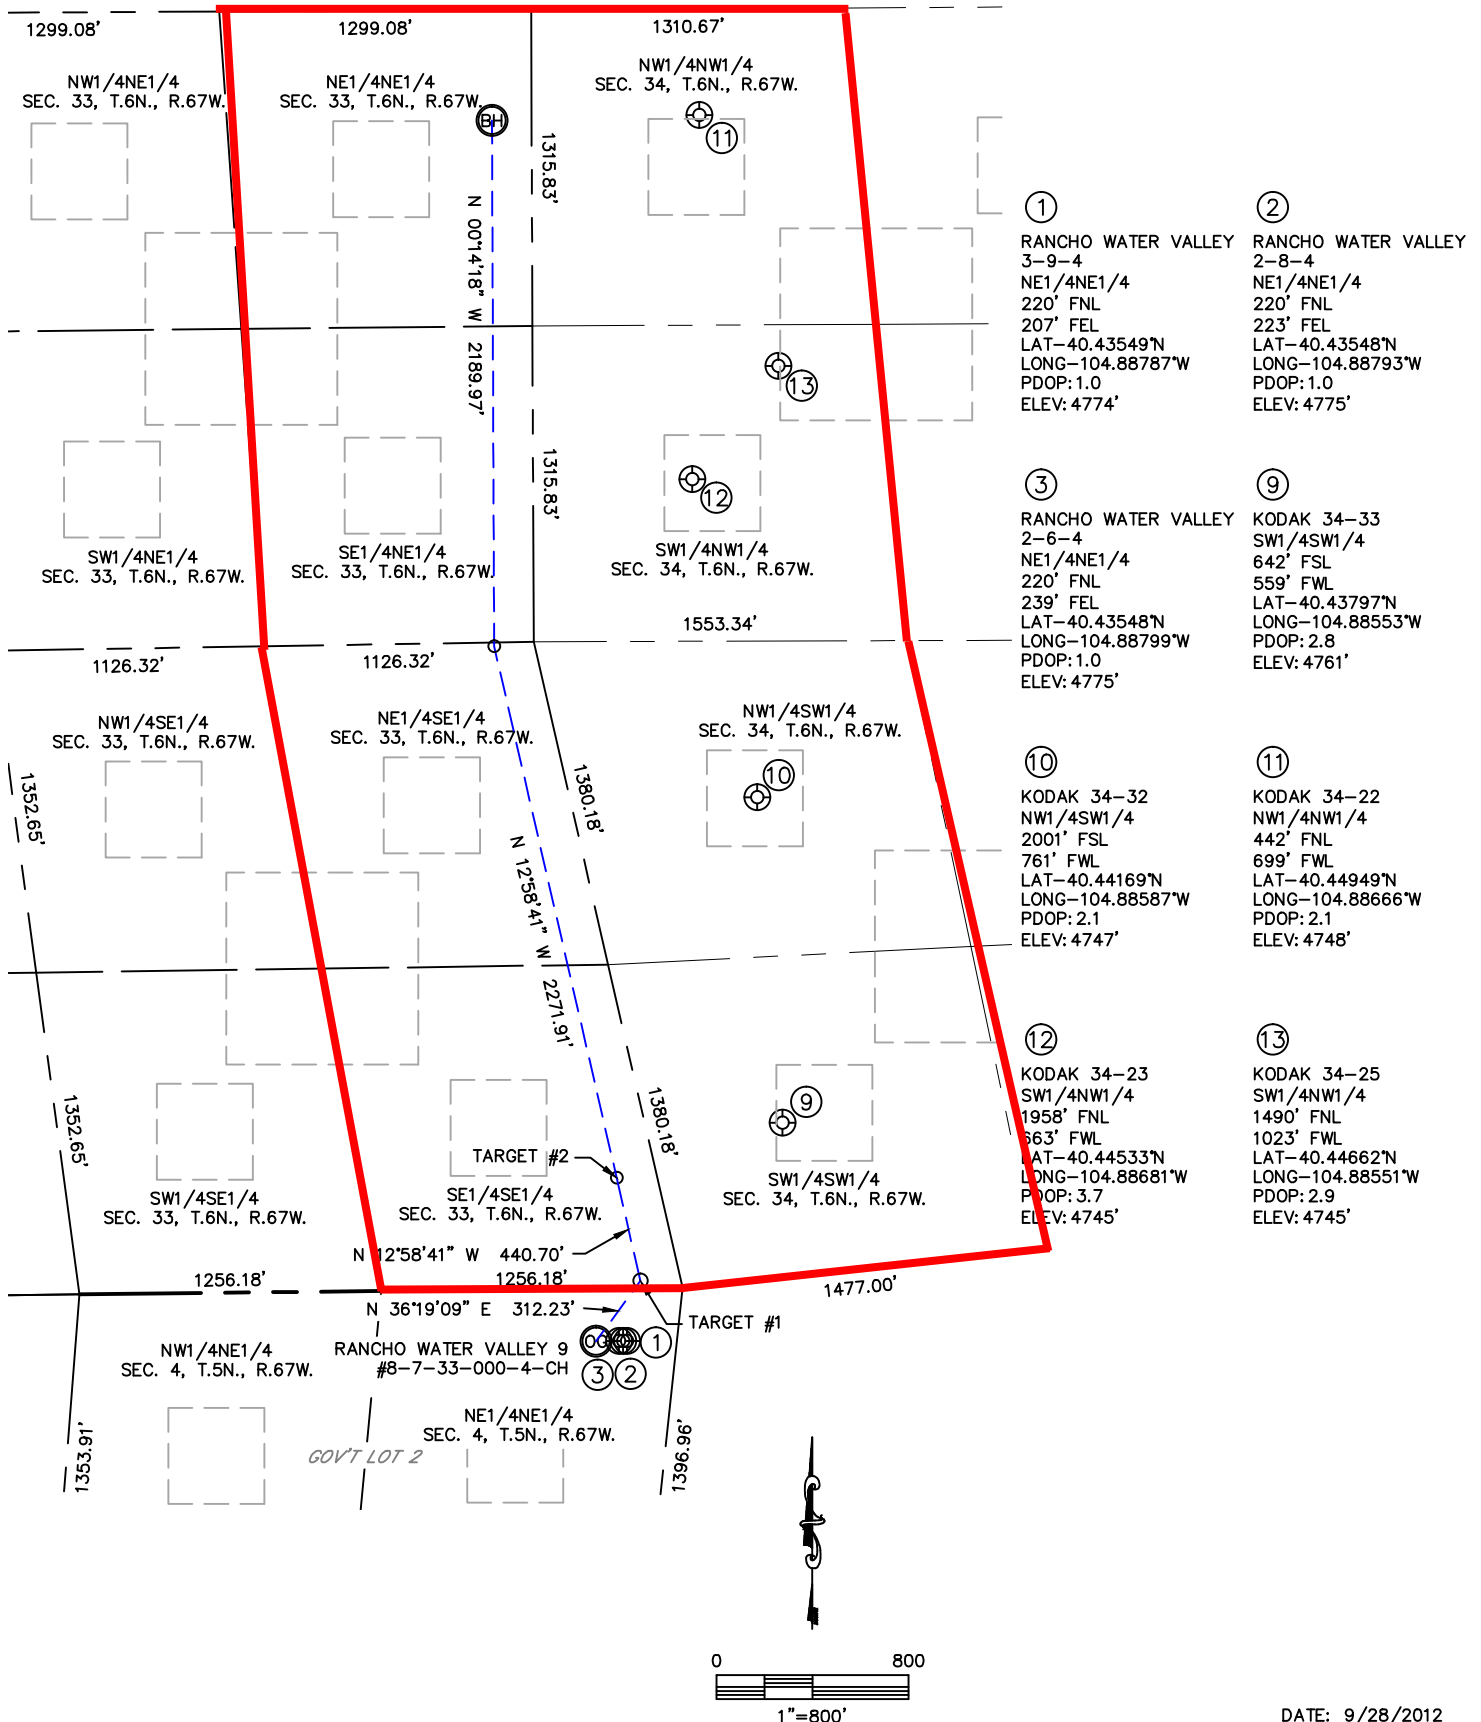 1299.08'
1299.08'
1310.67'
NW1/4NE1/4
SEC. 33, T.6N., R.67W.
NE1/4NE1/4
SEC. 33, T.6N., R.67W.
NW1/4NW1/4
SEC. 34, T.6N., R.67W.
BH
11
1315.83'
N 00°14'18" W 2189.97'
13
1315.83'
12
SW1/4NE1/4
SEC. 33, T.6N., R.67W.
SE1/4NE1/4
SEC. 33, T.6N., R.67W.
SW1/4NW1/4
SEC. 34, T.6N., R.67W.
1126.32'
1126.32'
1553.34'
NW1/4SE1/4
SEC. 33, T.6N., R.67W.
NE1/4SE1/4
SEC. 33, T.6N., R.67W.
NW1/4SW1/4
SEC. 34, T.6N., R.67W.
10
1352.65'
1380.18'
N 12°58'41" W 2271.91'
1352.65'
1380.18'
9
TARGET #2
SW1/4SE1/4
SEC. 33, T.6N., R.67W.
SE1/4SE1/4
SEC. 33, T.6N., R.67W.
SW1/4SW1/4
SEC. 34, T.6N., R.67W.
N 12°58'41" W 440.70'
1256.18'
1256.18'
1477.00'
N 36°19'09" E 312.23'
TARGET #1
RANCHO WATER VALLEY 9
#8-7-33-000-4-CH
1
3
2
NW1/4NE1/4
SEC. 4, T.5N., R.67W.
NE1/4NE1/4
SEC. 4, T.5N., R.67W.
GOV'T LOT 2
1353.91'
1396.96'
1
RANCHO WATER VALLEY
3-9-4
NE1/4NE1/4
220' FNL
207' FEL
LAT-40.43549°N
LONG-104.88787°W
PDOP:1.0
ELEV:4774'
2
RANCHO WATER VALLEY
2-8-4
NE1/4NE1/4
220' FNL
223' FEL
LAT-40.43548°N
LONG-104.88793°W
PDOP:1.0
ELEV:4775'
3
RANCHO WATER VALLEY
2-6-4
NE1/4NE1/4
220' FNL
239' FEL
LAT-40.43548°N
LONG-104.88799°W
PDOP:1.0
ELEV:4775'
9
KODAK 34-33
SW1/4SW1/4
642' FSL
559' FWL
LAT-40.43797°N
LONG-104.88553°W
PDOP:2.8
ELEV:4761'
10
KODAK 34-32
NW1/4SW1/4
2001' FSL
761' FWL
LAT-40.44169°N
LONG-104.88587°W
PDOP:2.1
ELEV:4747'
11
KODAK 34-22
NW1/4NW1/4
442' FNL
699' FWL
LAT-40.44949°N
LONG-104.88666°W
PDOP:2.1
ELEV:4748'
12
KODAK 34-23
SW1/4NW1/4
1958' FNL
663' FWL
LAT-40.44533°N
LONG-104.88681°W
PDOP:3.7
ELEV:4745'
13
KODAK 34-25
SW1/4NW1/4
1490' FNL
1023' FWL
LAT-40.44662°N
LONG-104.88551°W
PDOP:2.9
ELEV:4745'
0 800
1"=800'
DATE: 9/28/2012